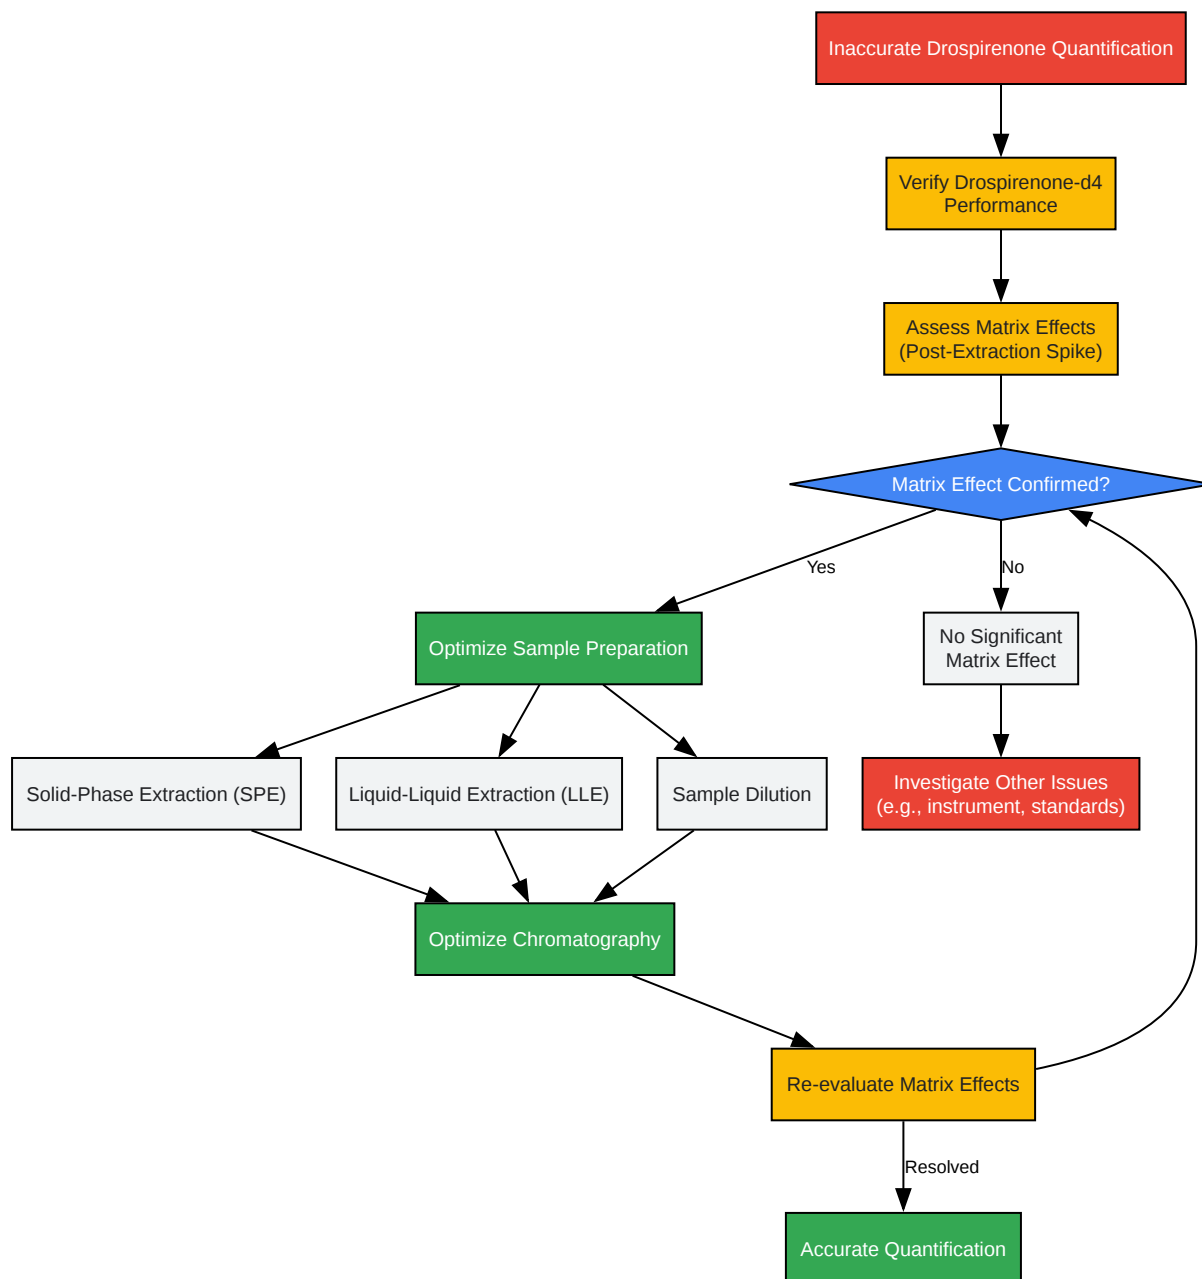 Inaccurate Drospirenone Quantification
Verify Drospirenone-d4
Performance
Assess Matrix Effects
(Post-Extraction Spike)
Matrix Effect Confirmed?
Yes
No
Optimize Sample Preparation
No Significant
Matrix Effect
Solid-Phase Extraction (SPE)
Liquid-Liquid Extraction (LLE)
Sample Dilution
Investigate Other Issues
(e.g., instrument, standards)
Optimize Chromatography
Re-evaluate Matrix Effects
Resolved
Accurate Quantification